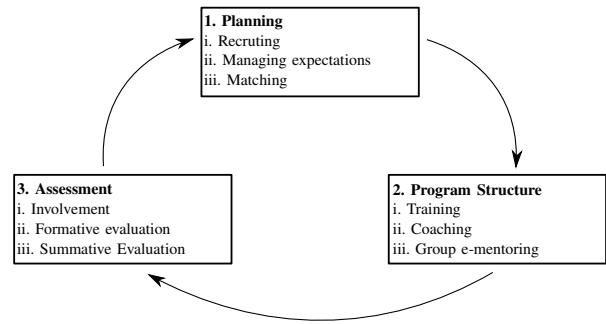 1. Planning
i. Recruting
ii. Managing expectations
iii. Matching
3. Assessment
i. Involvement
ii. Formative evaluation
iii. Summative Evaluation
2. Program Structure
i. Training
ii. Coaching
iii. Group e-mentoring